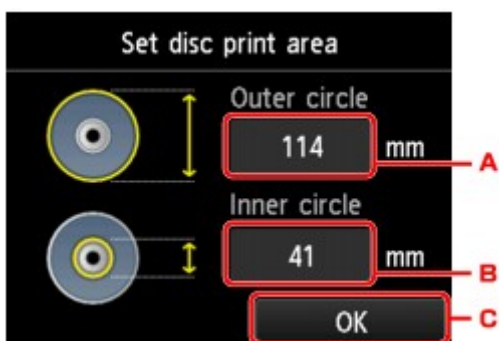 Set disc print area
Outer circle
114 mm A
Inner circle
41 mm B
OK C